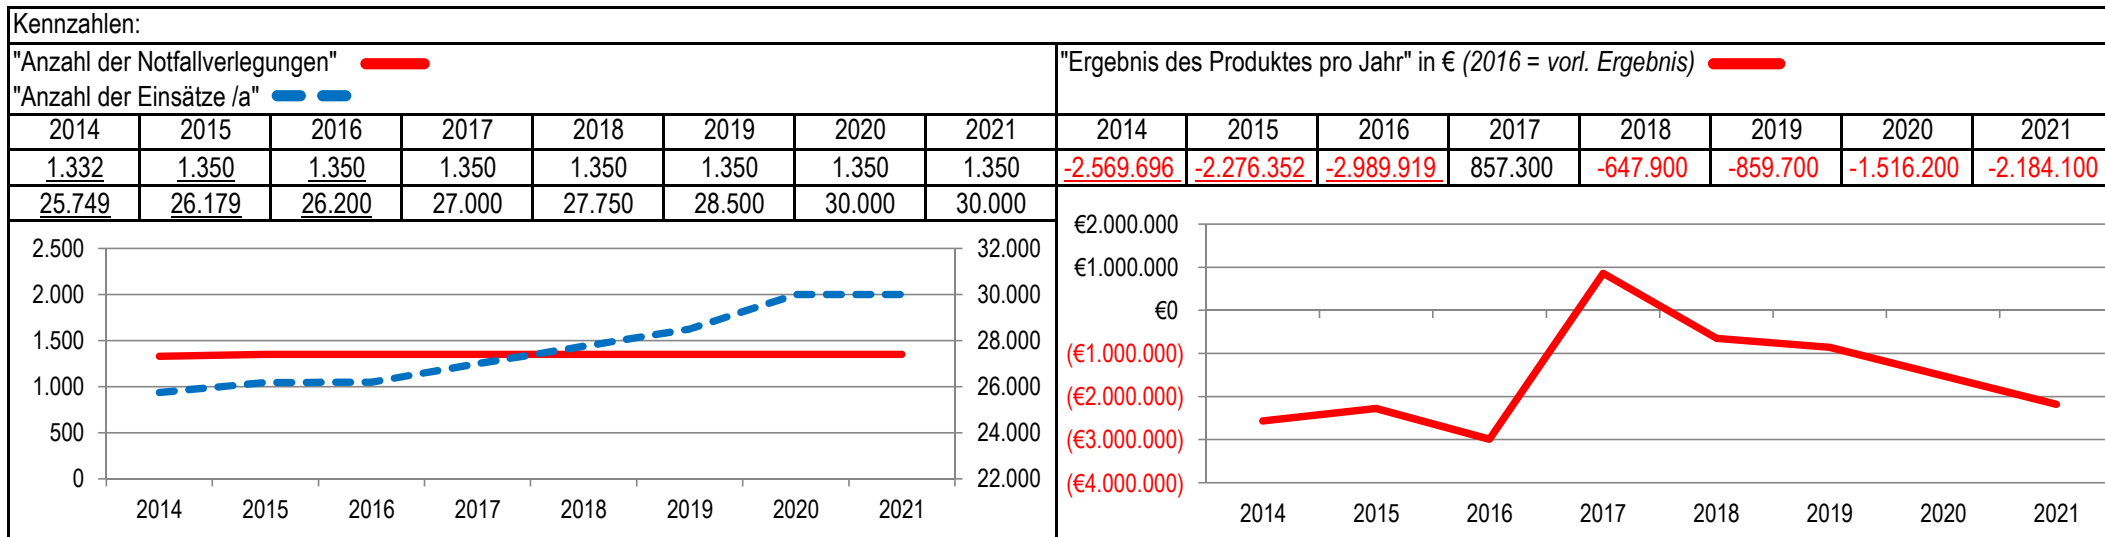 Kennzahlen:
"Anzahl der Notfallverlegungen"
"Anzahl der Einsätze /a"
2014 2015 2016 2017 2018 2019 2020 2021
1.332 1.350 1.350 1.350 1.350 1.350 1.350 1.350
25.749 26.179 26.200 27.000 27.750 28.500 30.000 30.000
2.500 32.000
2.000 30.000
1.500 28.000
1.000 26.000
500 24.000
0 22.000
2014 2015 2016 2017 2018 2019 2020 2021
"Ergebnis des Produktes pro Jahr" in € (2016 = vorl. Ergebnis)
2014 2015 2016 2017 2018 2019 2020 2021
-2.569.696 -2.276.352 -2.989.919 857.300 -647.900 -859.700 -1.516.200 -2.184.100
€2.000.000
€1.000.000
€0
(€1.000.000)
(€2.000.000)
(€3.000.000)
(€4.000.000)
2014 2015 2016 2017 2018 2019 2020 2021